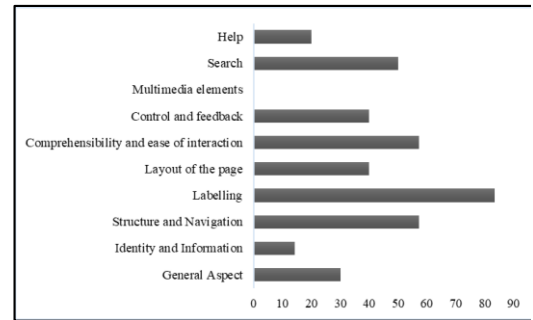 Help
Search
Multimedia elements
Control and feedback
Comprehensibility and ease of interaction
Layout of the page
Labelling
Structure and Navigation
Identity and Information
General Aspect
0 10 20 30 40 50 60 70 80 90